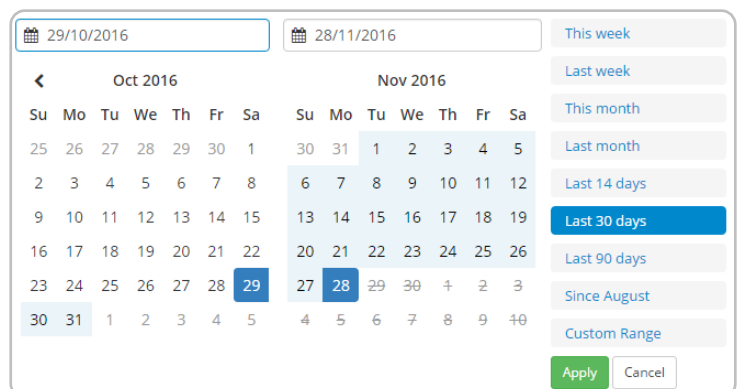 29/10/2016 28/11/2016
Oct 2016 Nov 2016
Su Mo Tu We Th Fr Sa Su Mo Tu We Th Fr Sa
25 26 27 28 29 30 1 30 31 1 2 3 4 5
2 3 4 5 6 7 8 6 7 8 9 10 11 12
9 10 11 12 13 14 15 13 14 15 16 17 18 19
16 17 18 19 20 21 22 20 21 22 23 24 25 26
23 24 25 26 27 28 29 27 28 29 30 1 2 3
30 31 1 2 3 4 5 4 5 6 7 8 9 10
This week
Last week
This month
Last month
Last 14 days
Last 30 days
Last 90 days
Since August
Custom Range
Apply Cancel